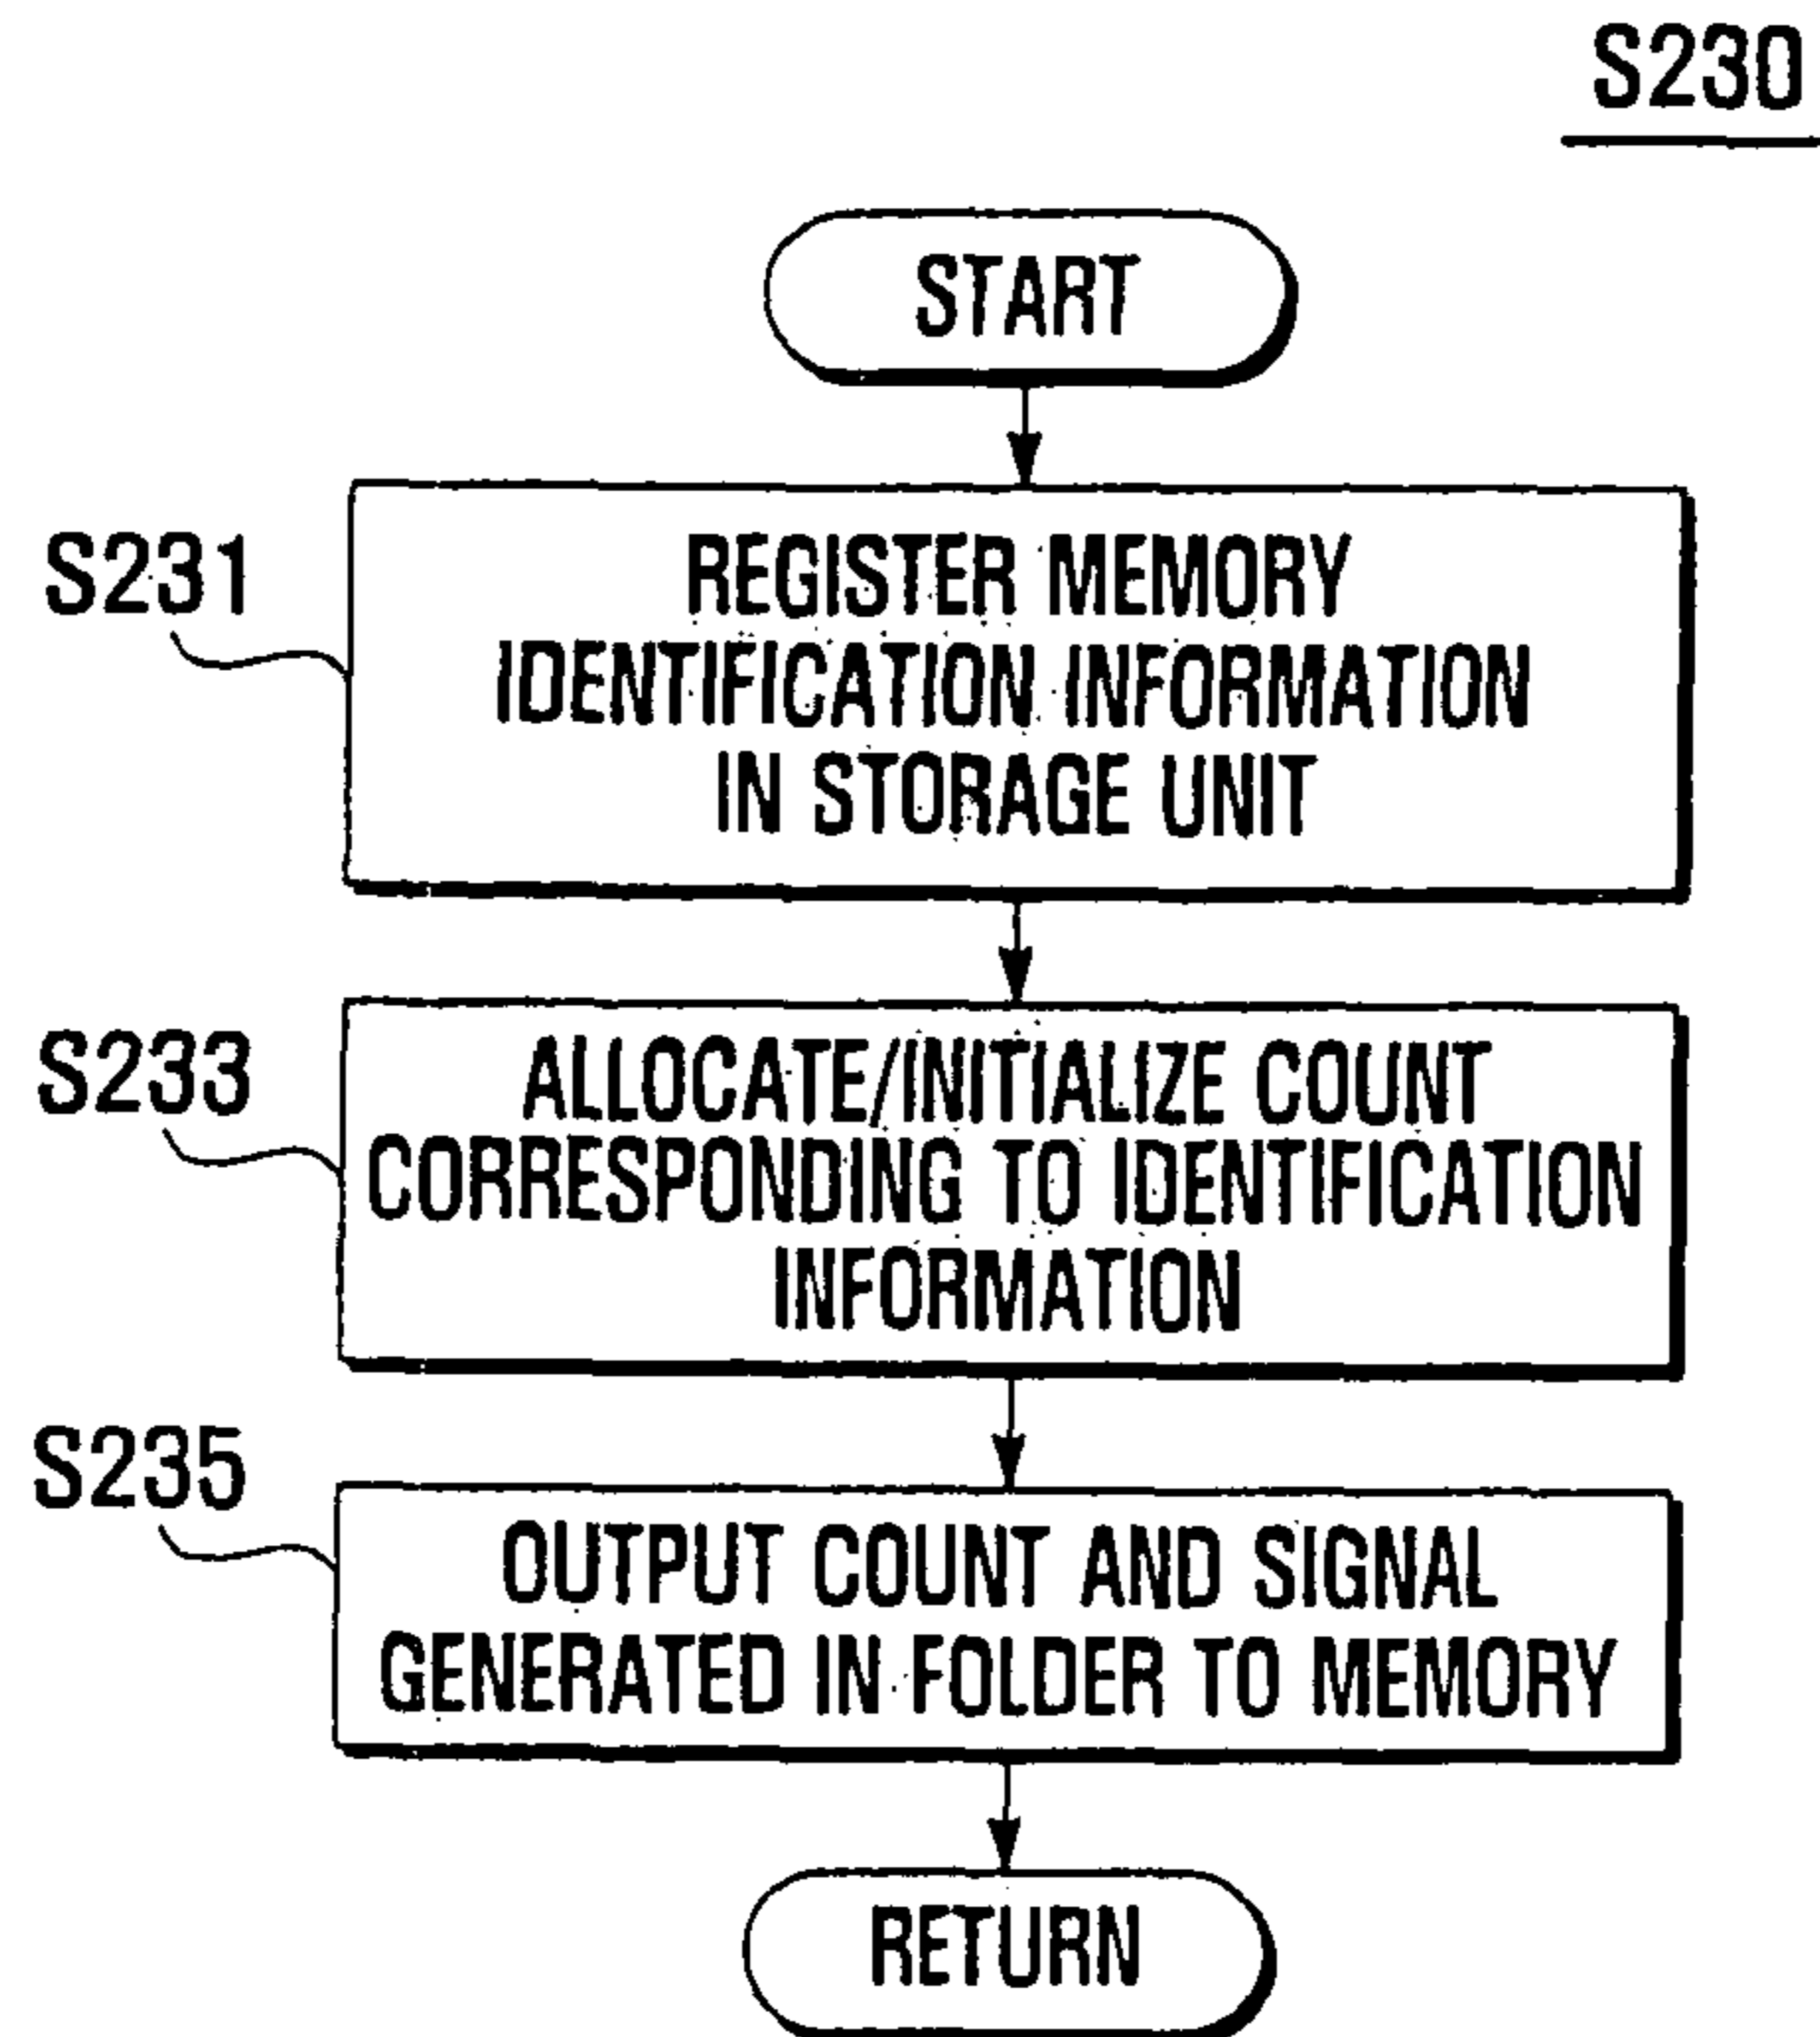 S230
START
S231
REGISTER MEMORY
IDENTIFICATION INFORMATION
IN STORAGE UNIT
S233
ALLOCATE/INITIALIZE COUNT
CORRESPONDING TO IDENTIFICATION
INFORMATION
S235
OUTPUT COUNT AND SIGNAL
GENERATED IN FOLDER TO MEMORY
RETURN